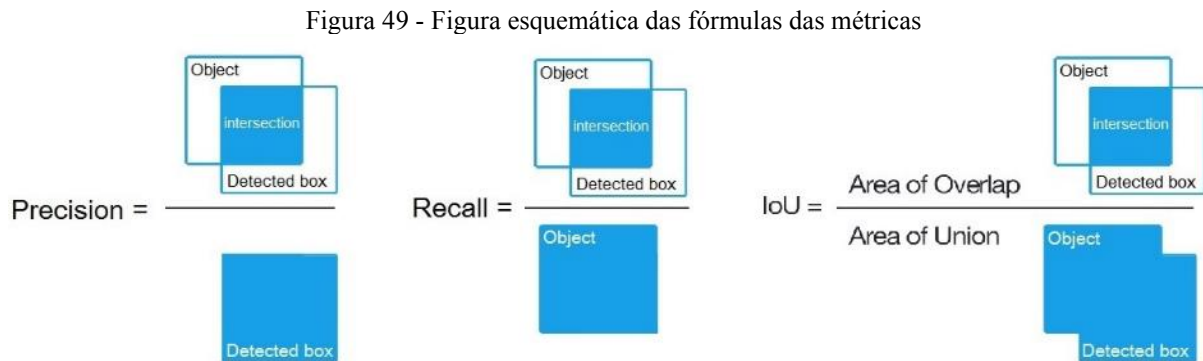 Figura 49 - Figura esquemática das fórmulas das métricas
Object
intersection
Detected box
Precision =
Detected box
Object
intersection
Detected box
Recall =
Object
Object
intersection
Detected box
IoU =
Area of Overlap
Area of Union
Object
Detected box